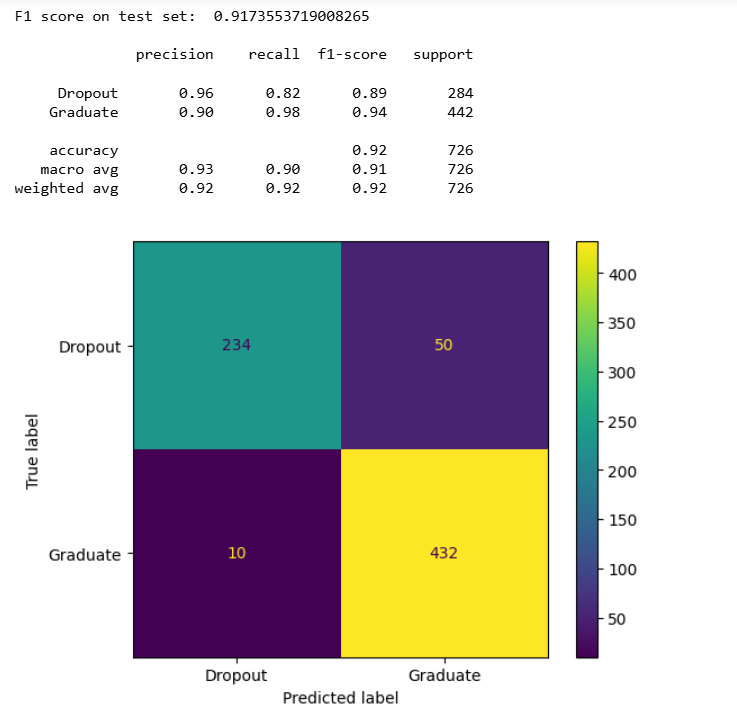 F1 score on test set:  0.9173553719008265
precision    recall  f1-score   support
Dropout       0.96      0.82      0.89       284
Graduate       0.90      0.98      0.94       442
accuracy                           0.92       726
macro avg       0.93      0.90      0.91       726
weighted avg       0.92      0.92      0.92       726
400
350
300
250
200
150
100
50
True label
Dropout
234
50
Graduate
10
432
Dropout
Graduate
Predicted label